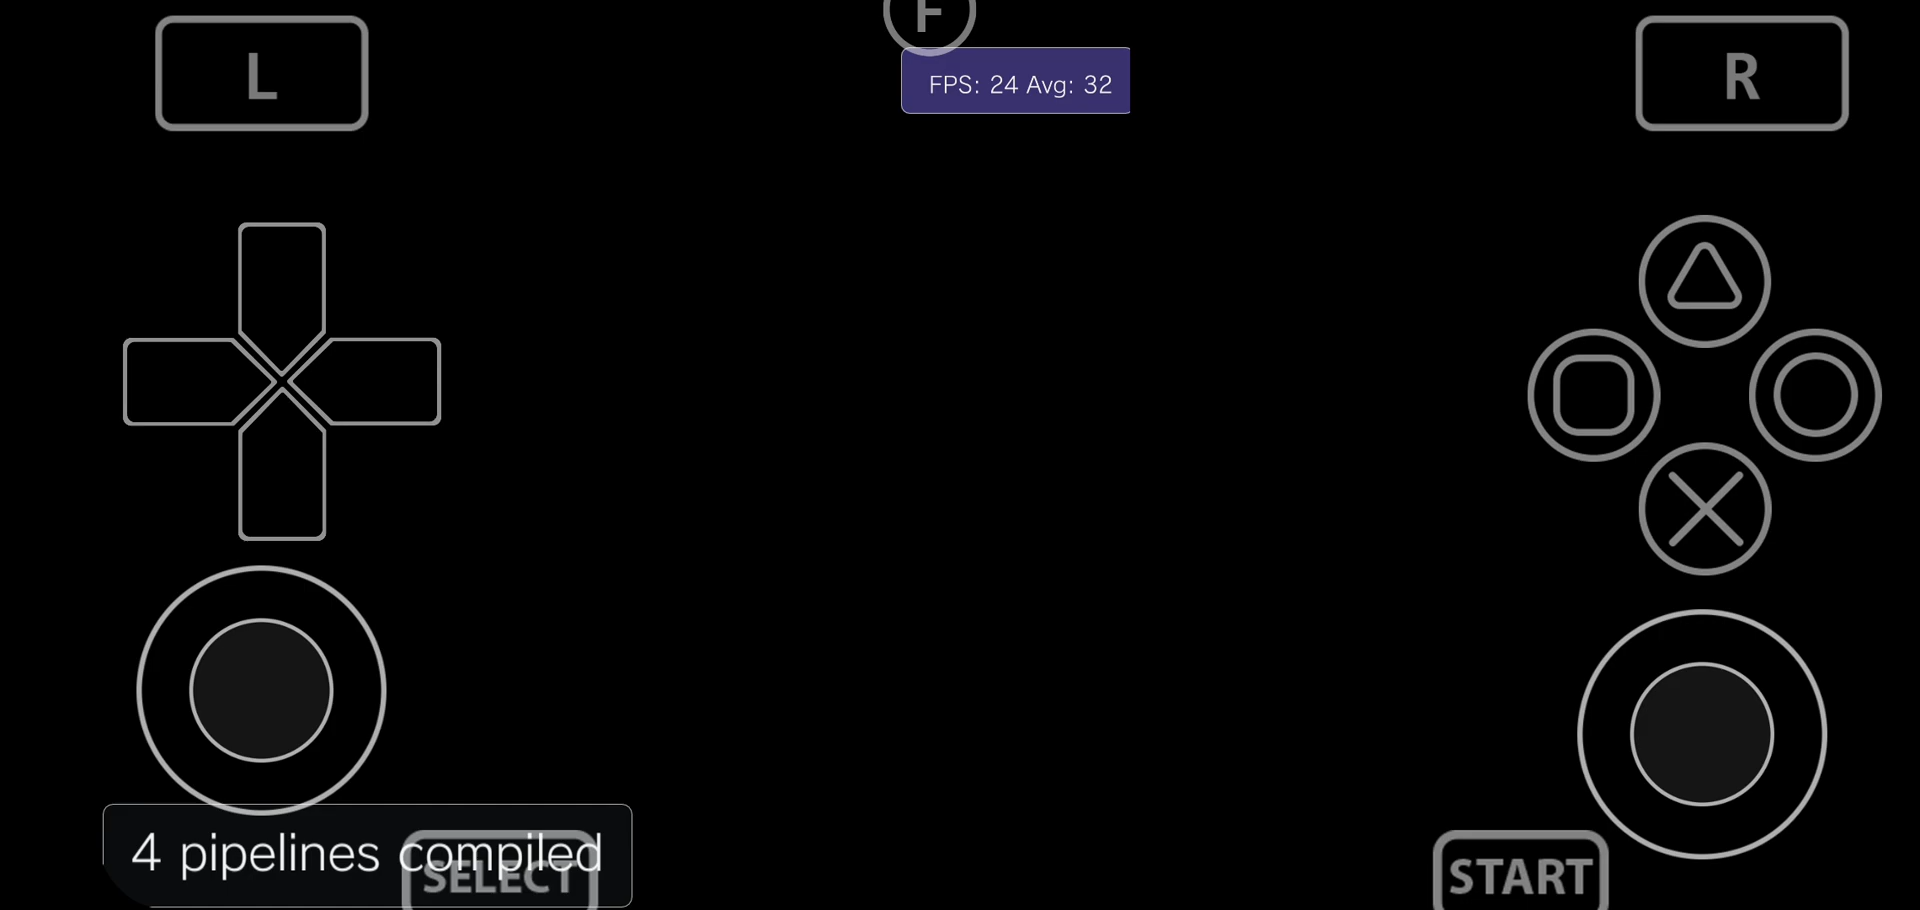 F
L
R
FPS: 24 Avg: 32
4 pipelines compiled
SELECT
START